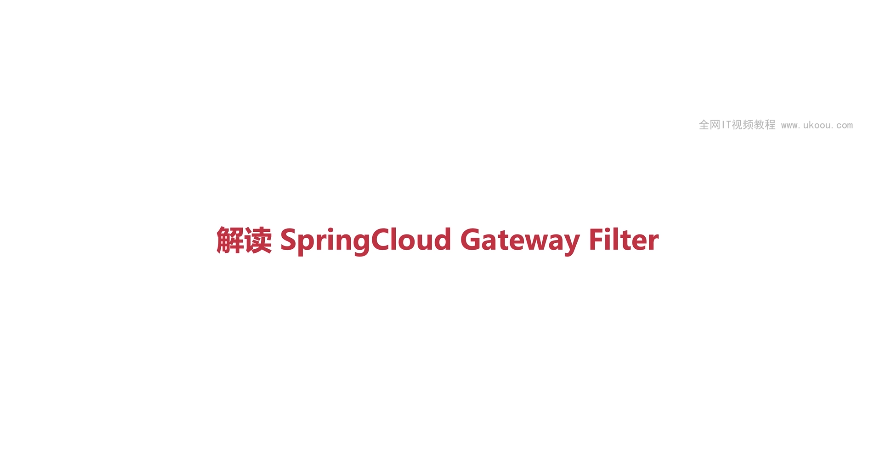 全网IT视频教程 www.ukoou.com
解读 SpringCloud Gateway Filter